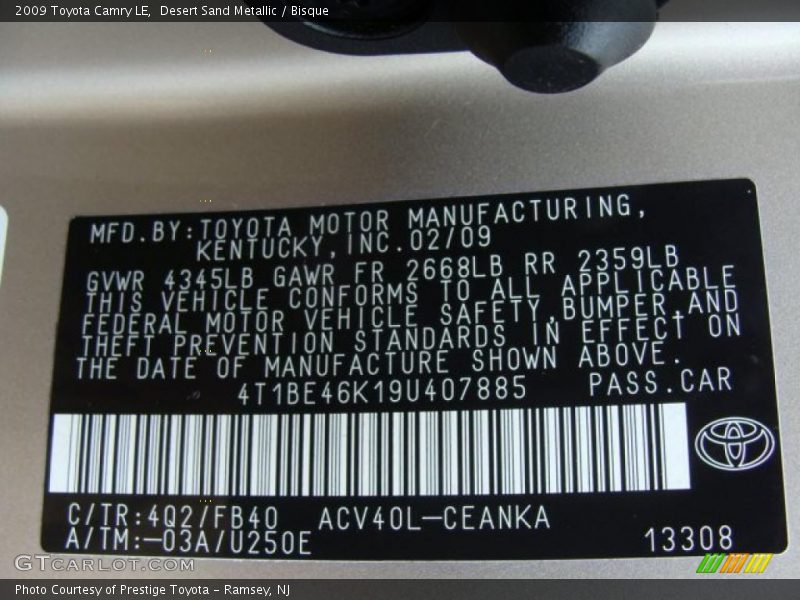 2009 Toyota Camry LE,  Desert Sand Metallic / Bisque
MFD.BY:TOYOTA MOTOR MANUFACTURING,
KENTUCKY,INC.02/09
GVWR 4345LB GAWR FR 2668LB RR 2359LB
THIS VEHICLE CONFORMS TO ALL APPLICABLE
FEDERAL MOTOR VEHICLE SAFETY,BUMPER,AND
THEFT PREVENTION STANDARDS IN EFFECT ON
THE DATE OF MANUFACTURE SHOWN ABOVE.
4T1BE46K19U407885 PASS.CAR
C/TR:4Q2/FB40 ACV40L-CEANKA
A/TM:-03A/U250E 13308
GTCARLOT.COM
Photo Courtesy of Prestige Toyota - Ramsey, NJ